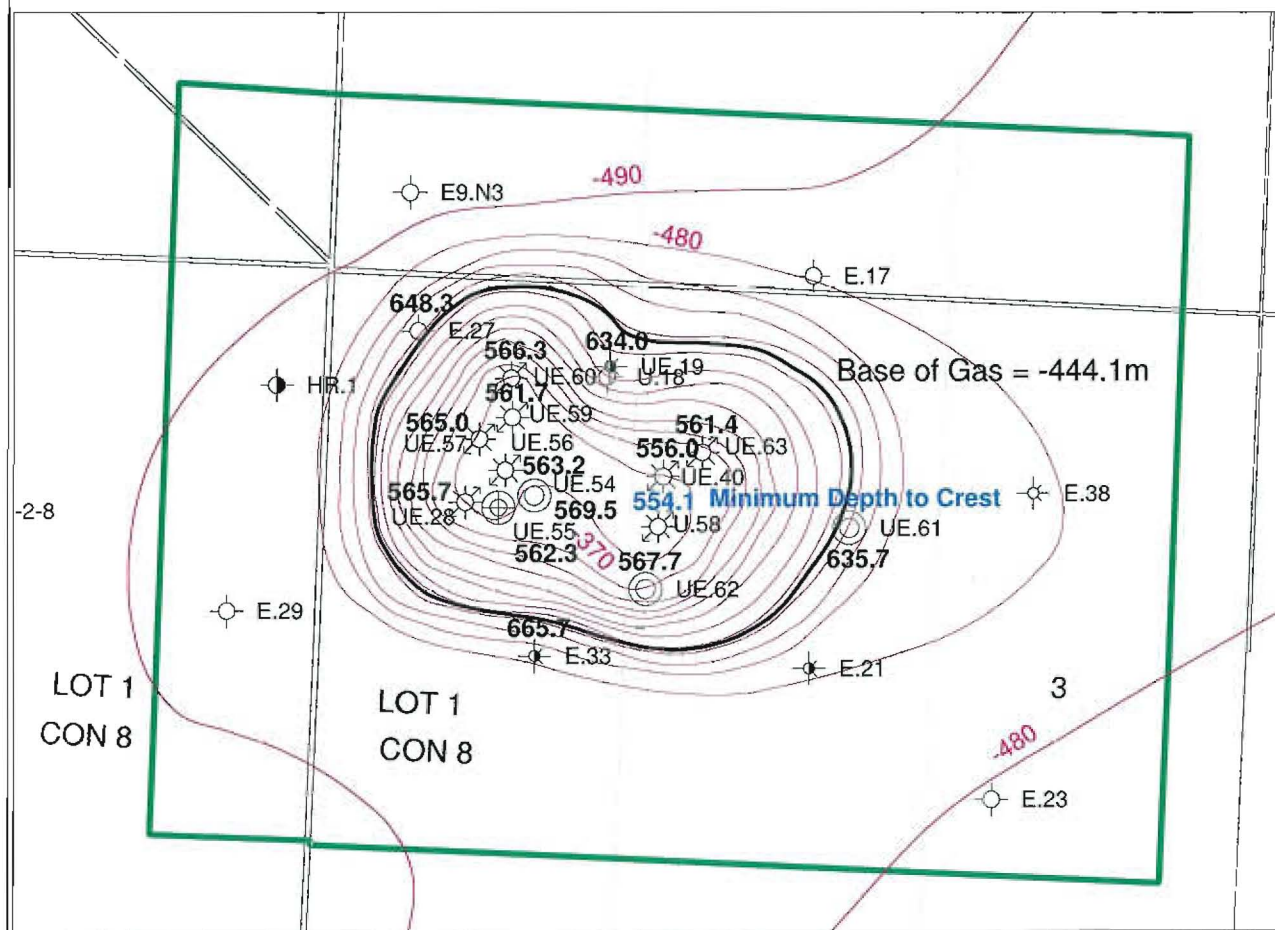 -490
E9.N3
-480
E.17
648.3
E.27
634.0
566.3
UE.19
UE.60
U.18
Base of Gas = -444.1m
HR.1
561.7
UE.59
565.0
561.4
UE.57
UE.56
556.0
UE.63
563.2
UE.40
565.7
UE.54
554.1 Minimum Depth to Crest
E.38
-2-8
UE.28
569.5
U.58
UE.55
UE.61
562.3
-370
567.7
635.7
UE.62
E.29
665.7
E.33
E.21
LOT 1
CON 8
LOT 1
CON 8
3
-480
E.23